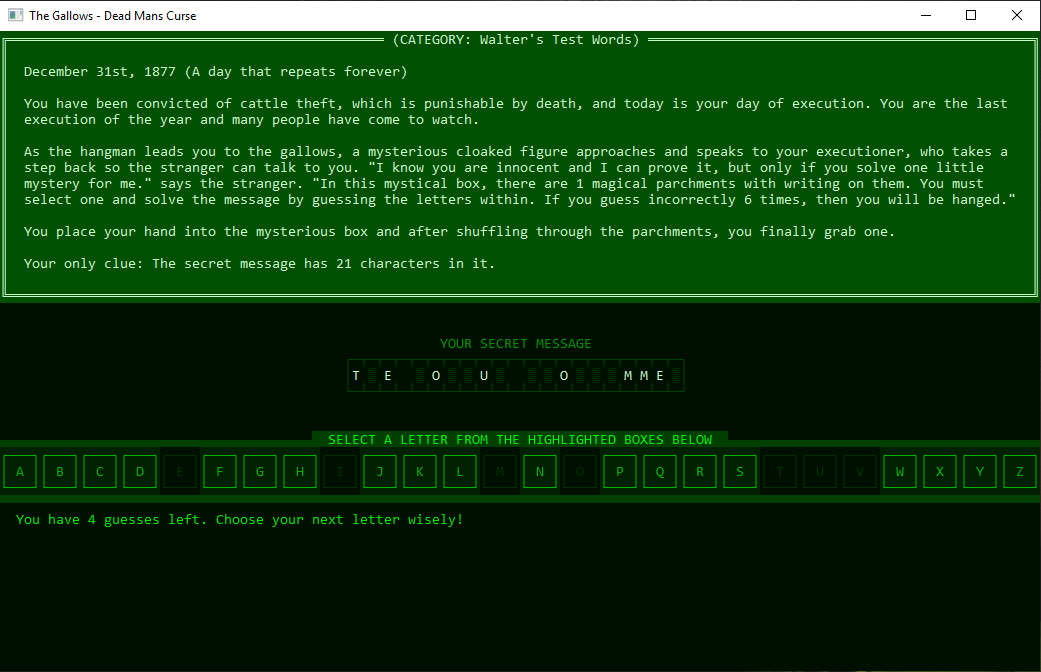 The Gallows - Dead Mans Curse
(CATEGORY: Walter's Test Words)
December 31st, 1877 (A day that repeats forever)
You have been convicted of cattle theft, which is punishable by death, and today is your day of execution. You are the last
execution of the year and many people have come to watch.
As the hangman leads you to the gallows, a mysterious cloaked figure approaches and speaks to your executioner, who takes a
step back so the stranger can talk to you. "I know you are innocent and I can prove it, but only if you solve one little
mystery for me." says the stranger. "In this mystical box, there are 1 magical parchments with writing on them. You must
select one and solve the message by guessing the letters within. If you guess incorrectly 6 times, then you will be hanged."
You place your hand into the mysterious box and after shuffling through the parchments, you finally grab one.
Your only clue: The secret message has 21 characters in it.
YOUR SECRET MESSAGE
T E O U O M M E
SELECT A LETTER FROM THE HIGHLIGHTED BOXES BELOW
A B C D E F G H I J K L M N O P Q R S T U V W X Y Z
You have 4 guesses left. Choose your next letter wisely!